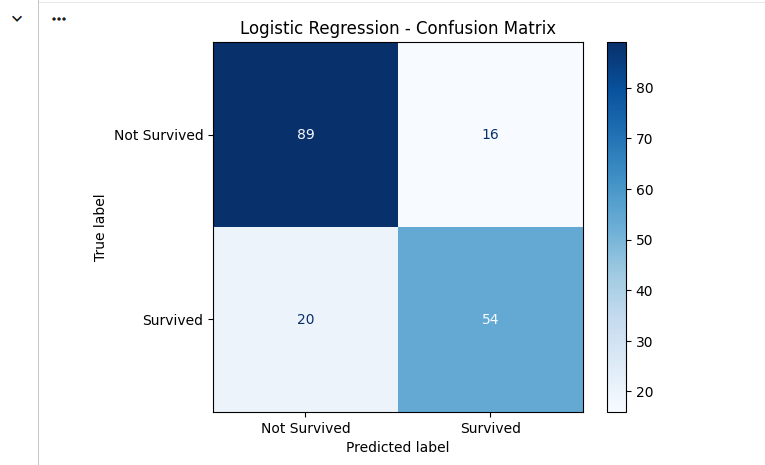 Logistic Regression - Confusion Matrix
True label
Not Survived
89
16
Survived
20
54
Not Survived
Survived
Predicted label
80
70
60
50
40
30
20